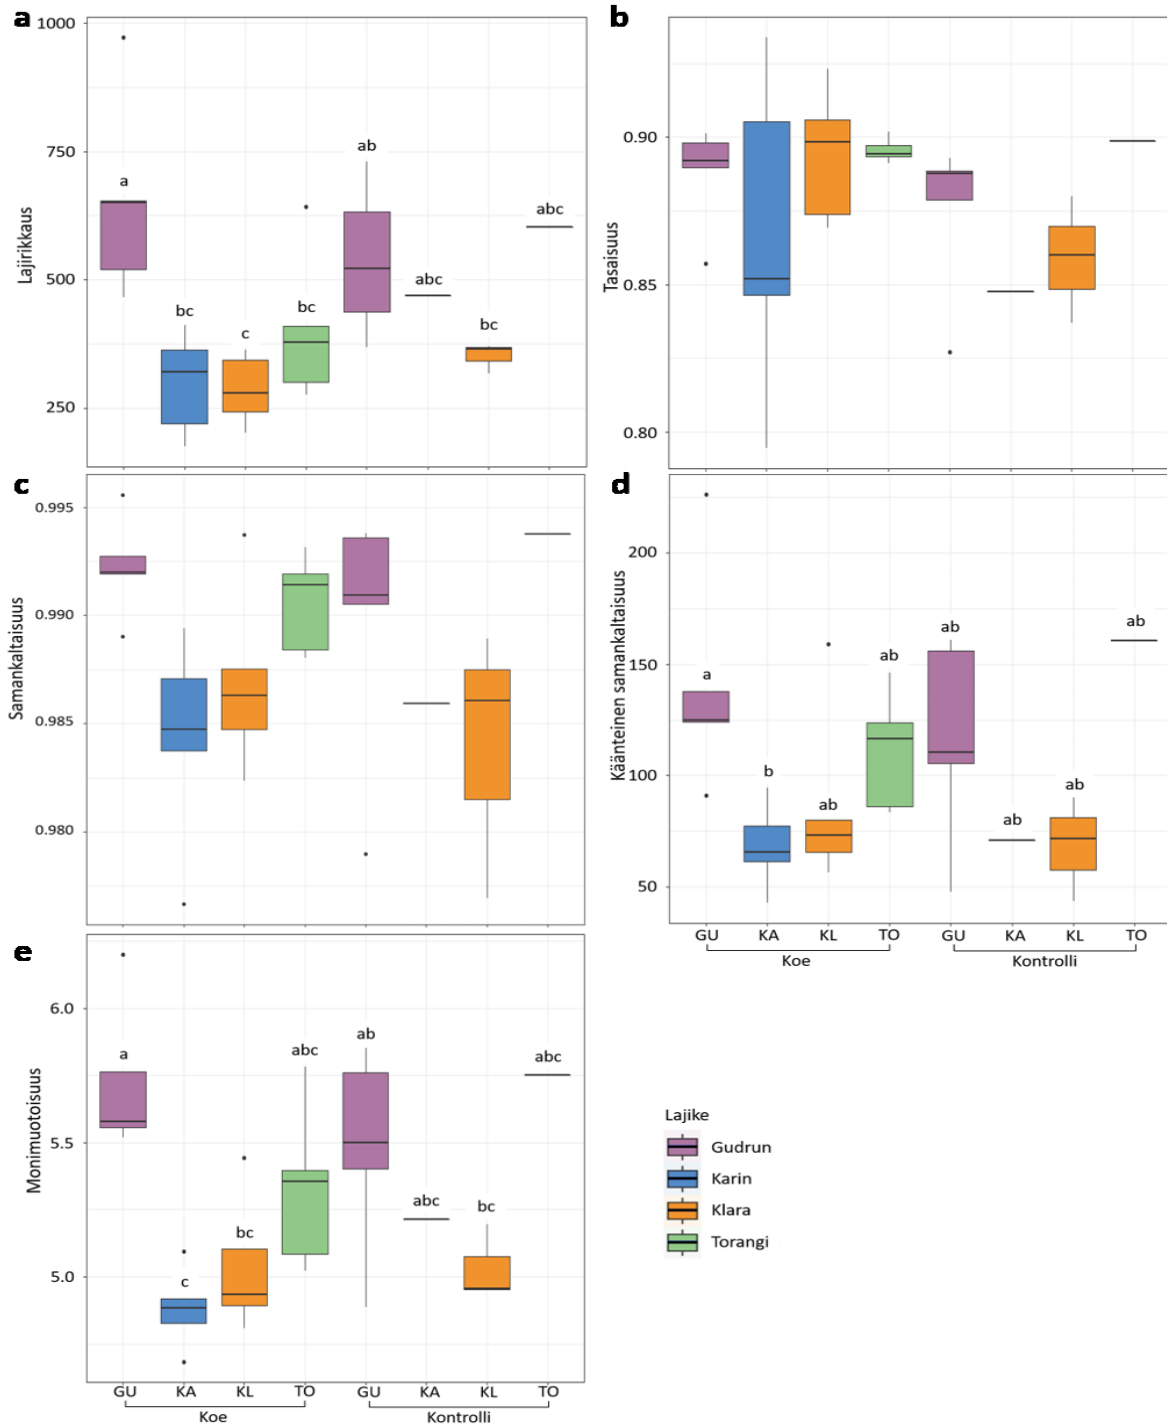 a
1000
750
500
250
Lajirikkaus
a
bc
c
bc
ab
abc
bc
abc
b
0.90
0.85
0.80
Tasaisuus
c
0.995
0.990
0.985
0.980
Samankaltaisuus
d
200
150
100
50
Käänteinen samankaltaisuus
a
b
ab
ab
ab
ab
ab
ab
GU KA KL TO GU KA KL TO
Koe Kontrolli
e
6.0
5.5
5.0
Monimuotoisuus
a
c
bc
abc
ab
abc
bc
abc
GU KA KL TO GU KA KL TO
Koe Kontrolli
Lajike
Gudrun
Karin
Klara
Torangi